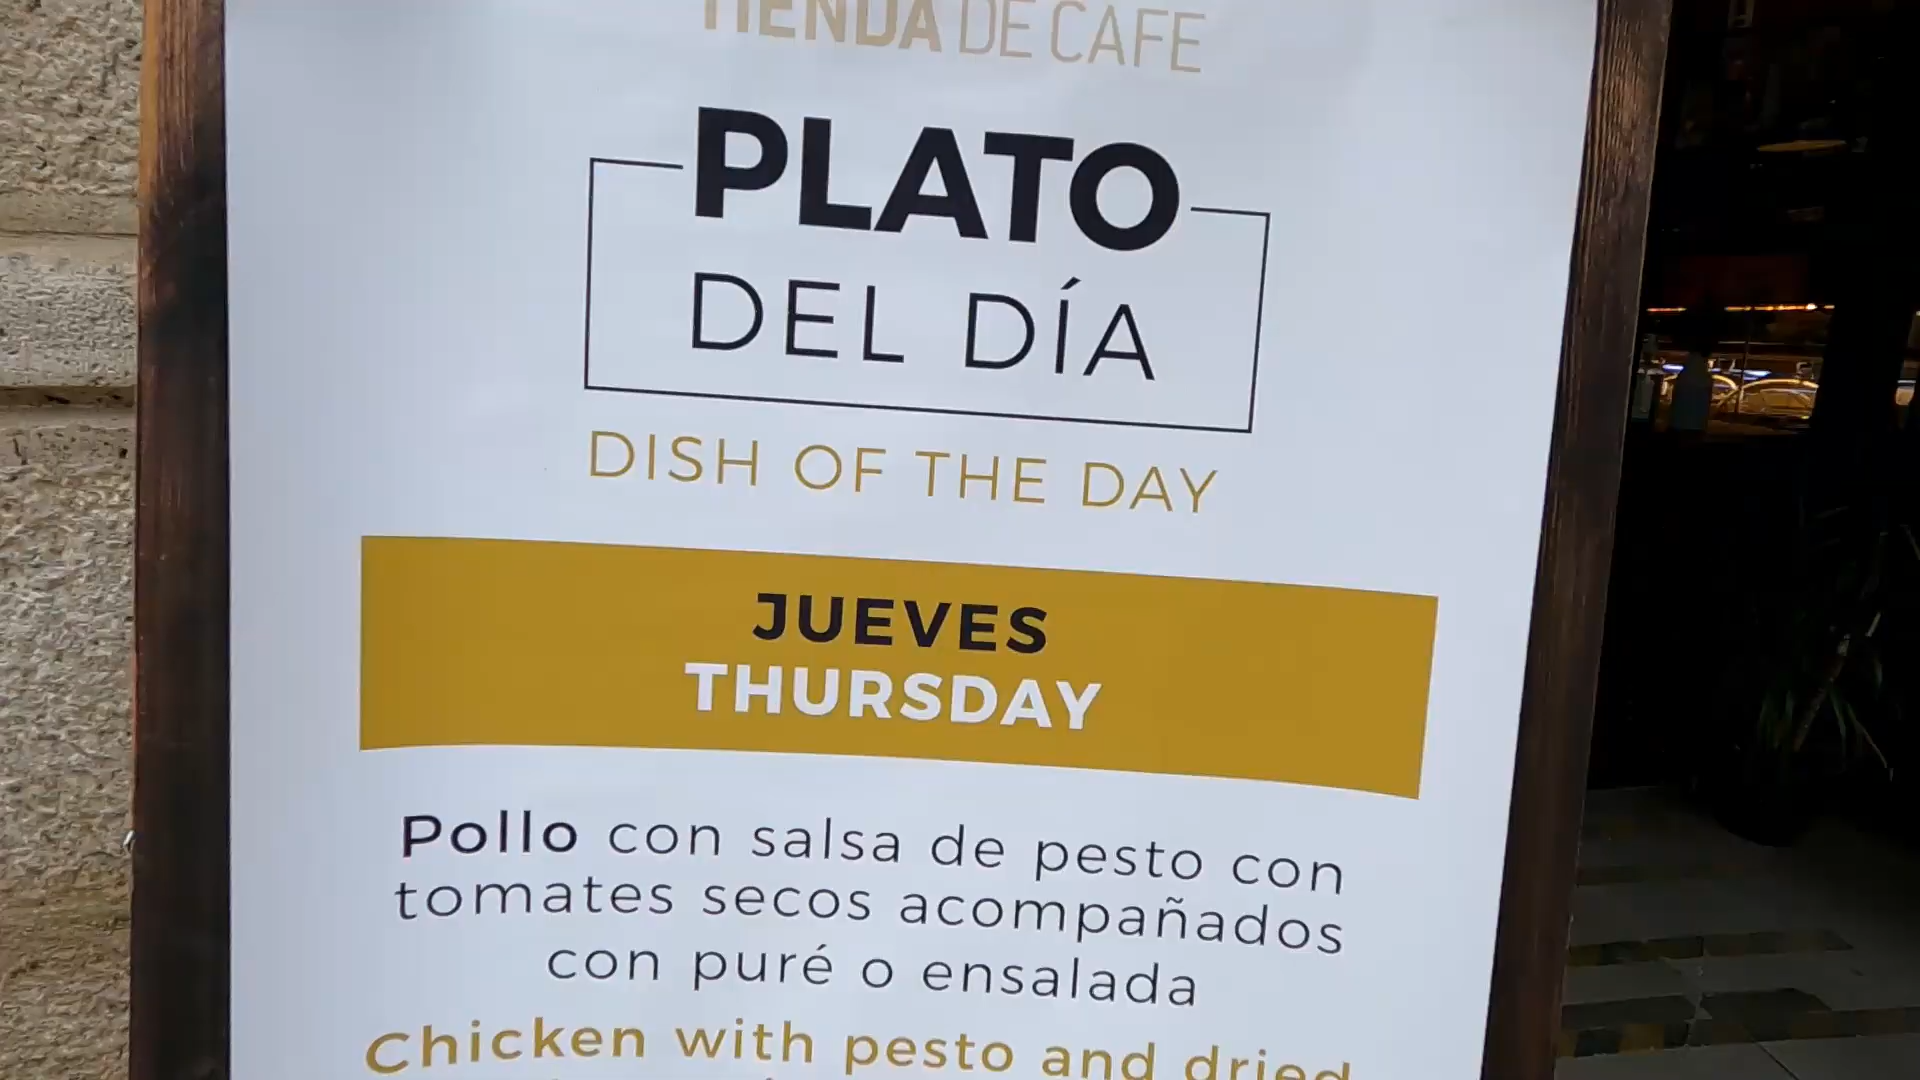 TIENDA DE CAFE
PLATO
DEL DÍA
DISH OF THE DAY
JUEVES
THURSDAY
Pollo con salsa de pesto con
tomates secos acompañados
con puré o ensalada
Chicken with pesto and dried